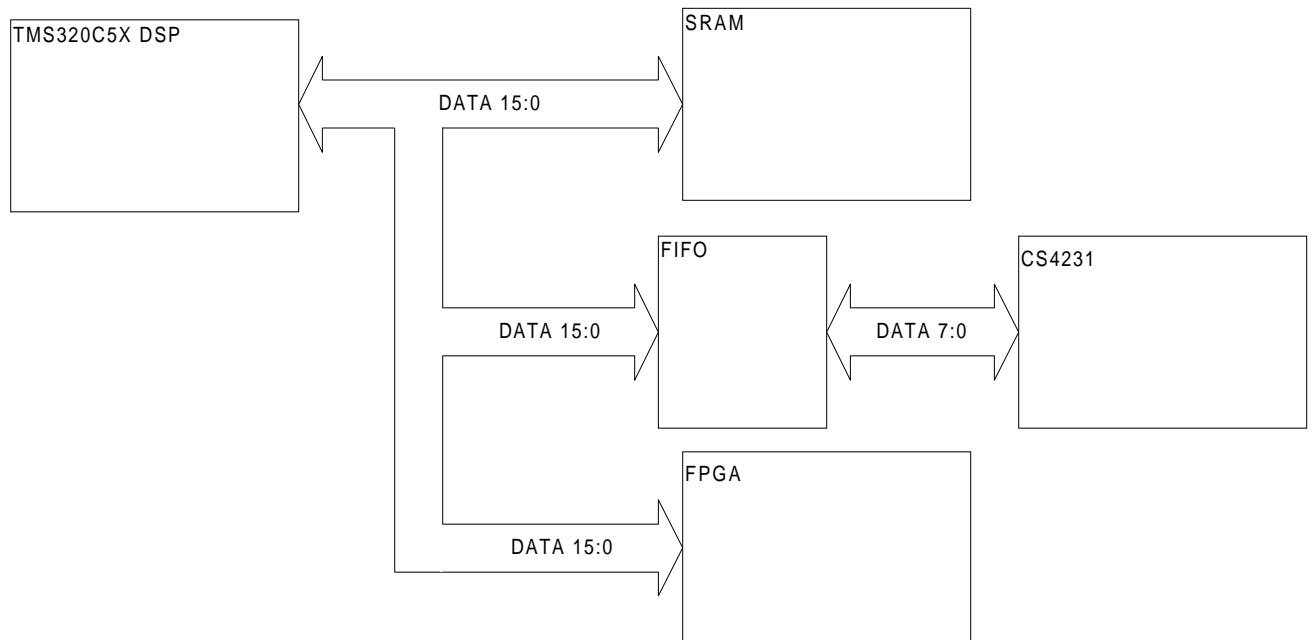 TMS320C5X DSP
SRAM
DATA 15:0
FIFO
CS4231
DATA 15:0
DATA 7:0
FPGA
DATA 15:0